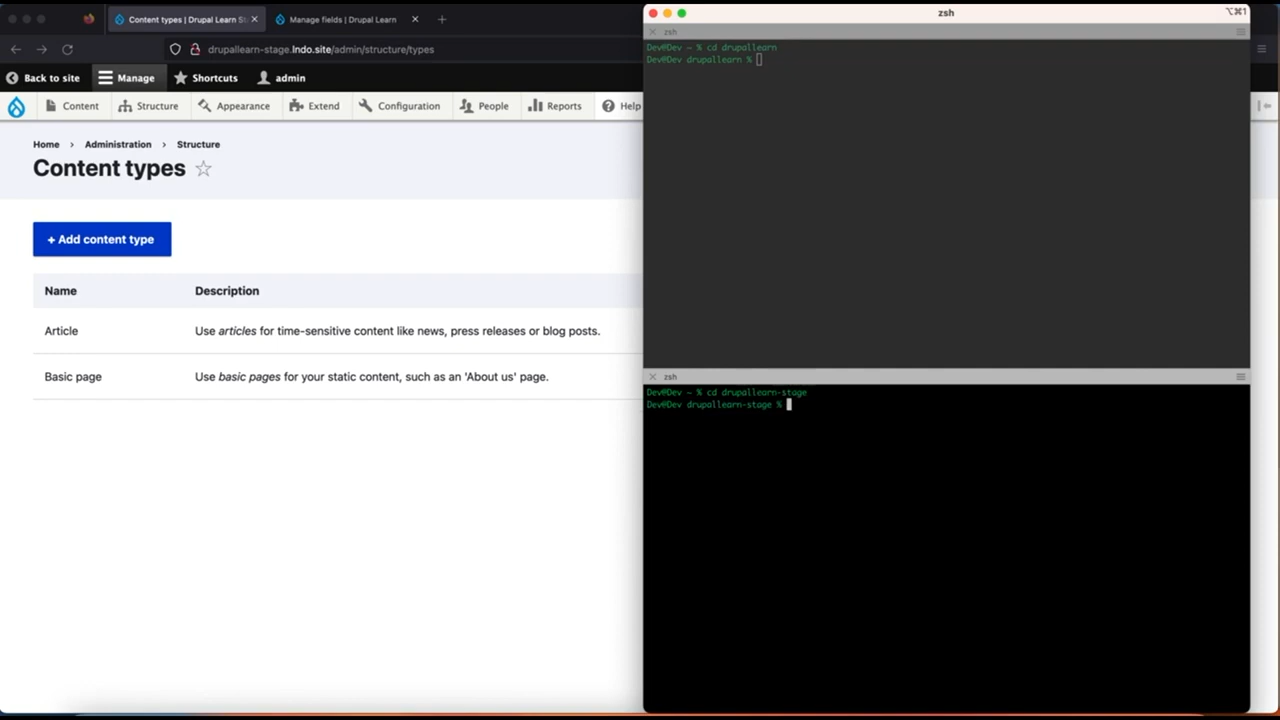 Content types | Drupal Learn St
Manage fields | Drupal Learn
drupallearn-stage.lndo.site/admin/structure/types
Back to site
Manage
Shortcuts
admin
Content
Structure
Appearance
Extend
Configuration
People
Reports
Help
Home > Administration > Structure
Content types
+ Add content type
Name Description
Article Use articles for time-sensitive content like news, press releases or blog posts.
Basic page Use basic pages for your static content, such as an 'About us' page.
zsh
⌥⌘1
zsh
Dev@Dev ~ % cd drupallearn
Dev@Dev drupallearn %
zsh
Dev@Dev ~ % cd drupallearn-stage
Dev@Dev drupallearn-stage %